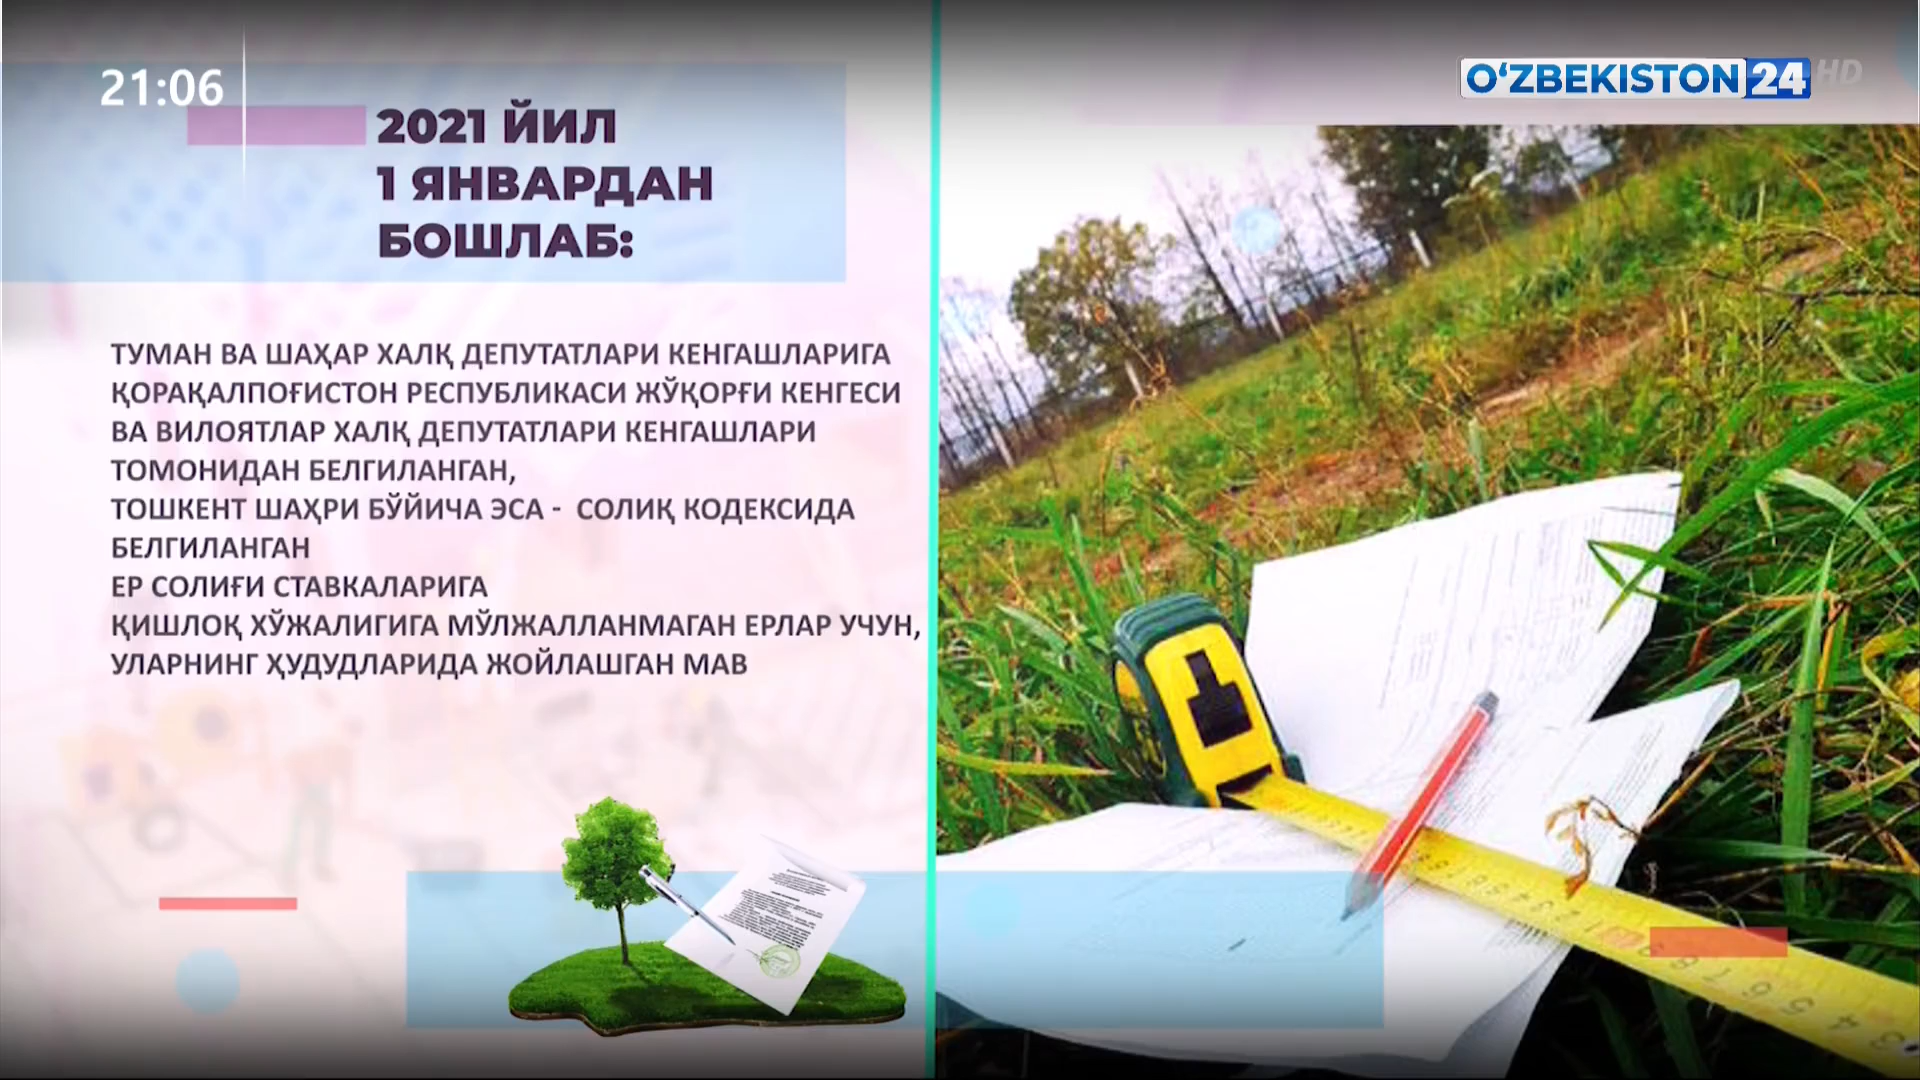 21:06
O‘ZBEKISTON 24 HD
2021 ЙИЛ
1 ЯНВАРДАН
БОШЛАБ:
ТУМАН ВА ШАҲАР ХАЛҚ ДЕПУТАТЛАРИ КЕНГАШЛАРИГА
ҚОРАҚАЛПОҒИСТОН РЕСПУБЛИКАСИ ЖЎҚОРҒИ КЕНГЕСИ
ВА ВИЛОЯТЛАР ХАЛҚ ДЕПУТАТЛАРИ КЕНГАШЛАРИ
ТОМОНИДАН БЕЛГИЛАНГАН,
ТОШКЕНТ ШАҲРИ БЎЙИЧА ЭСА - СОЛИҚ КОДЕКСИДА
БЕЛГИЛАНГАН
ЕР СОЛИҒИ СТАВКАЛАРИГА
ҚИШЛОҚ ХЎЖАЛИГИГА МЎЛЖАЛЛАНМАГАН ЕРЛАР УЧУН,
УЛАРНИНГ ҲУДУДЛАРИДА ЖОЙЛАШГАН МАВ